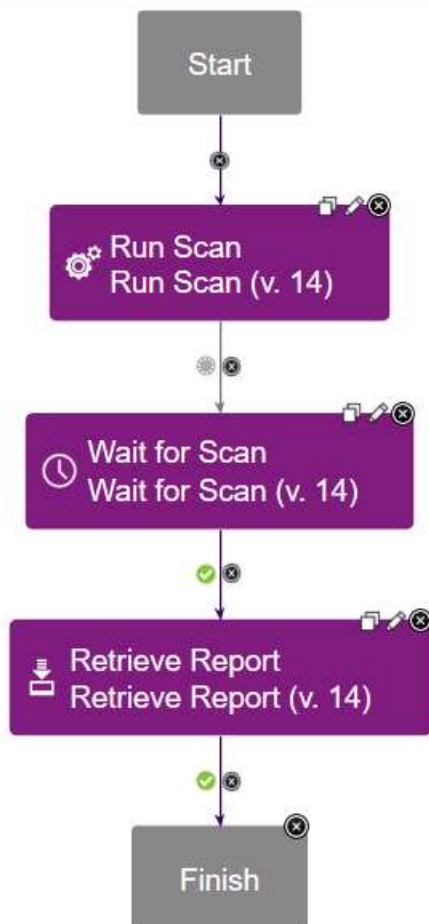 Start
Run Scan
Run Scan (v. 14)
Wait for Scan
Wait for Scan (v. 14)
Retrieve Report
Retrieve Report (v. 14)
Finish